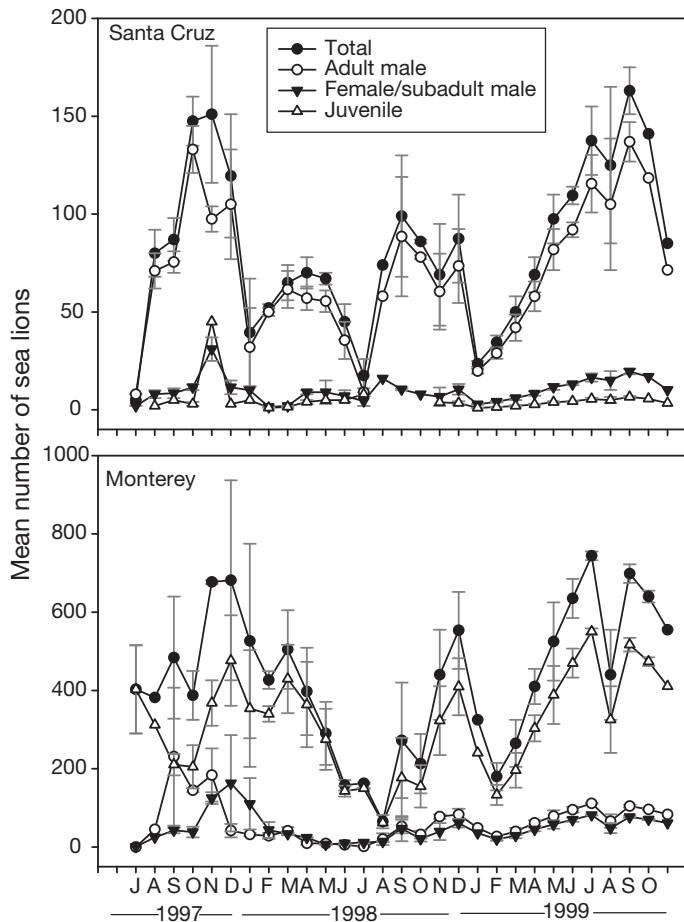 200
150
100
50
0
Santa Cruz
Total
Adult male
Female/subadult male
Juvenile
Mean number of sea lions
1000
800
600
400
200
0
Monterey
J A S O N D J F M A M J J A S O N D J F M A M J J A S O
1997 1998 1999